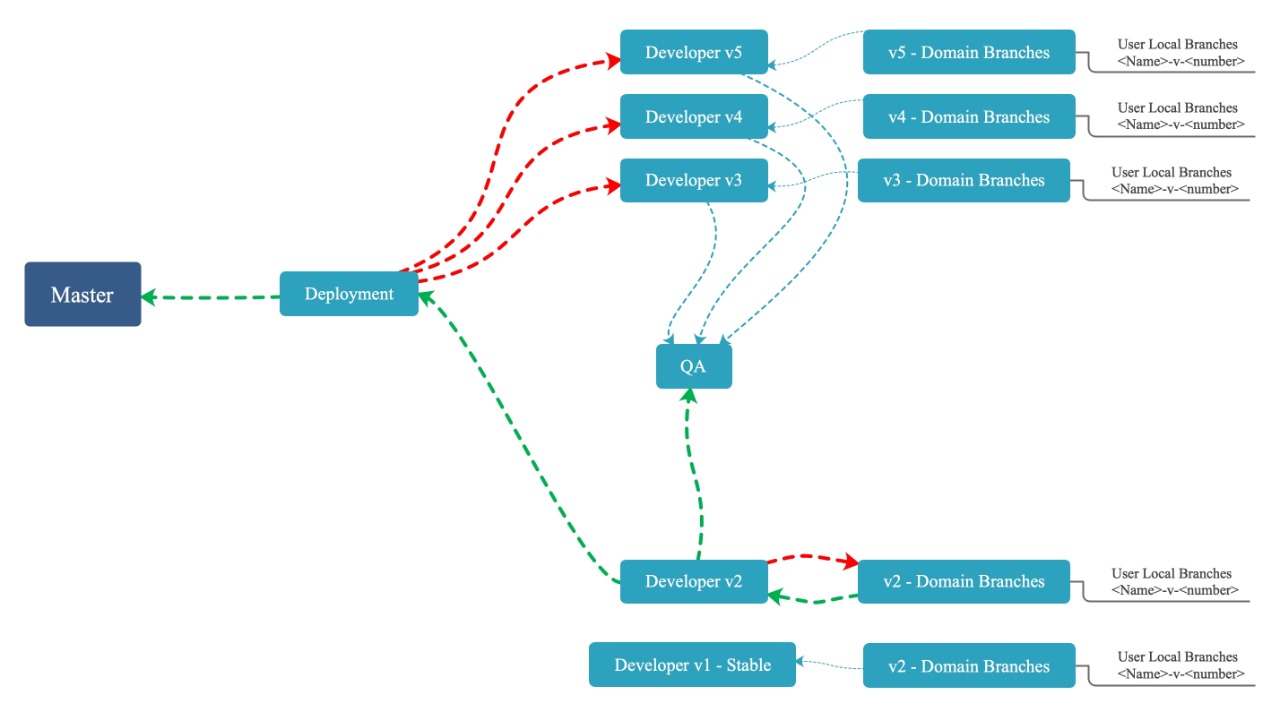 Developer v5
v5 - Domain Branches
User Local Branches
<Name>-v-<number>
Developer v4
v4 - Domain Branches
User Local Branches
<Name>-v-<number>
Developer v3
v3 - Domain Branches
User Local Branches
<Name>-v-<number>
Master
Deployment
QA
Developer v2
v2 - Domain Branches
User Local Branches
<Name>-v-<number>
Developer v1 - Stable
v2 - Domain Branches
User Local Branches
<Name>-v-<number>